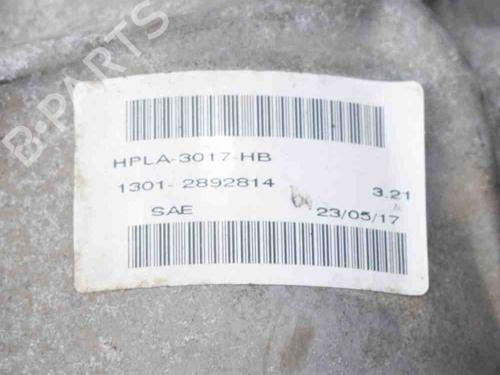 B-PARTS
HPLA-3017-HB
1301- 2892814 3.21
SAE 23/05/17